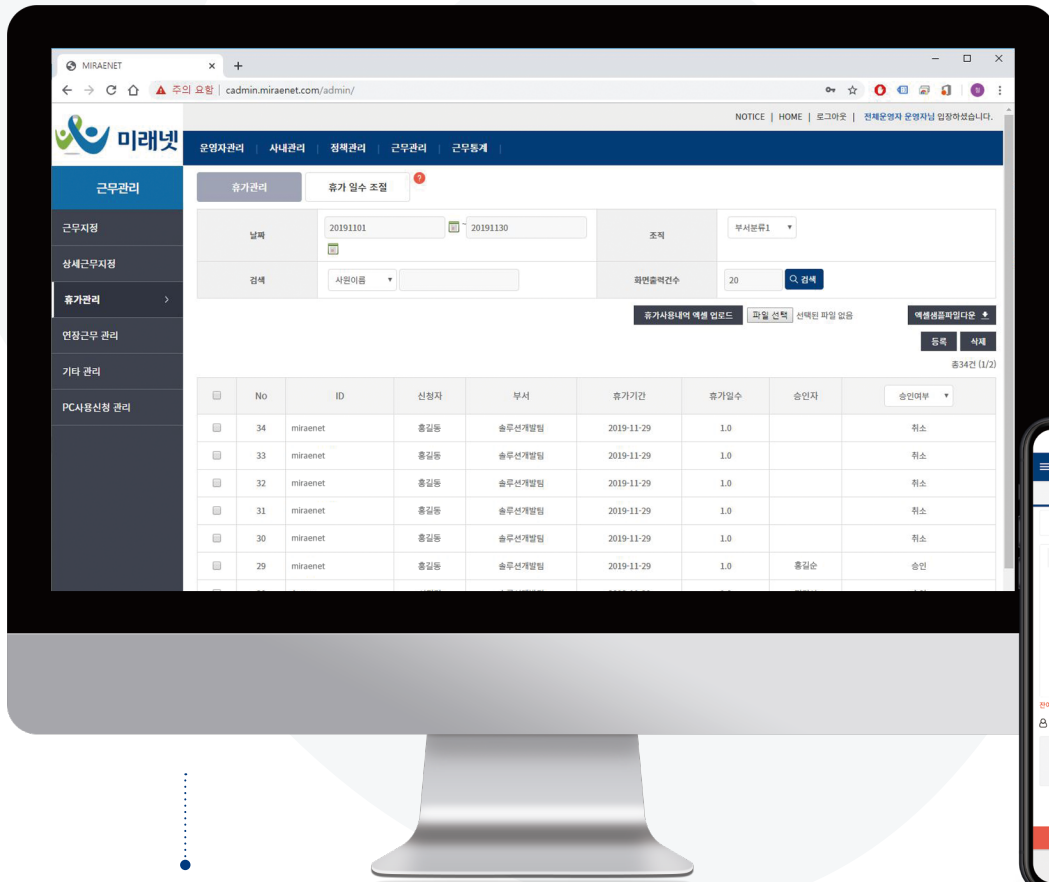 MIRAENET
주의 요함 | cadmin.miraenet.com/admin/
NOTICE | HOME | 로그아웃 | 전체운영자 운영자님 입장하셨습니다.
미래넷
운영자관리 | 사내관리 | 정책관리 | 근무관리 | 근무통계 |
근무관리
휴가관리 휴가 일수 조절 ?
근무지정
상세근무지정
휴가관리 >
연장근무 관리
기타 관리
PC사용신청 관리
날짜 20191101 ~ 20191130 조직 부서분류1
검색 사원이름 화면출력건수 20 검색
휴가사용내역 엑셀 업로드 파일 선택 선택된 파일 없음 엑셀샘플파일다운
등록 삭제
총34건 (1/2)
No ID 신청자 부서 휴가기간 휴가일수 승인자 승인여부
34 miraenet 홍길동 솔루션개발팀 2019-11-29 1.0 취소
33 miraenet 홍길동 솔루션개발팀 2019-11-29 1.0 취소
32 miraenet 홍길동 솔루션개발팀 2019-11-29 1.0 취소
31 miraenet 홍길동 솔루션개발팀 2019-11-29 1.0 취소
30 miraenet 홍길동 솔루션개발팀 2019-11-29 1.0 취소
29 miraenet 홍길동 솔루션개발팀 2019-11-29 1.0 홍길순 승인